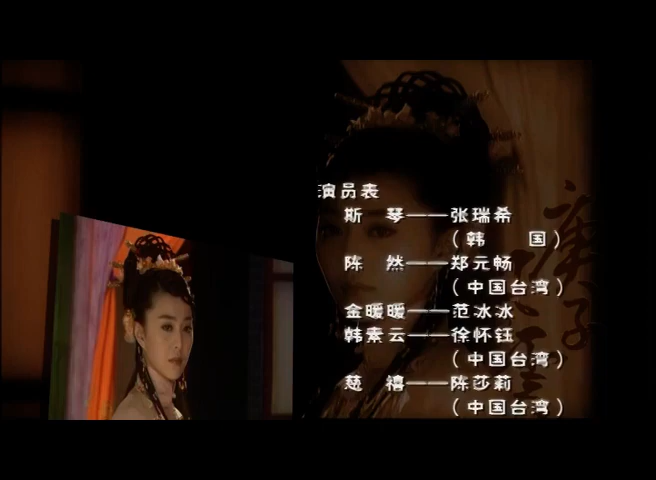 演员表
斯　琴——张瑞希
（韩　　国）
陈　然——郑元畅
（中国台湾）
金暖暖——范冰冰
韩素云——徐怀钰
（中国台湾）
慈　禧——陈莎莉
（中国台湾）
庚子